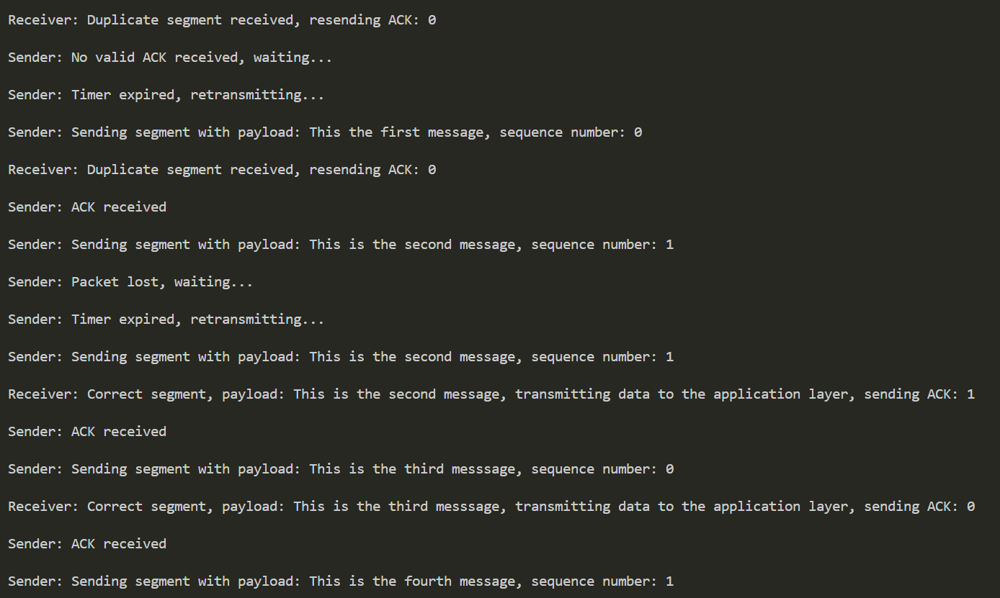 Receiver: Duplicate segment received, resending ACK: 0
Sender: No valid ACK received, waiting...
Sender: Timer expired, retransmitting...
Sender: Sending segment with payload: This the first message, sequence number: 0
Receiver: Duplicate segment received, resending ACK: 0
Sender: ACK received
Sender: Sending segment with payload: This is the second message, sequence number: 1
Sender: Packet lost, waiting...
Sender: Timer expired, retransmitting...
Sender: Sending segment with payload: This is the second message, sequence number: 1
Receiver: Correct segment, payload: This is the second message, transmitting data to the application layer, sending ACK: 1
Sender: ACK received
Sender: Sending segment with payload: This is the third messsage, sequence number: 0
Receiver: Correct segment, payload: This is the third messsage, transmitting data to the application layer, sending ACK: 0
Sender: ACK received
Sender: Sending segment with payload: This is the fourth message, sequence number: 1